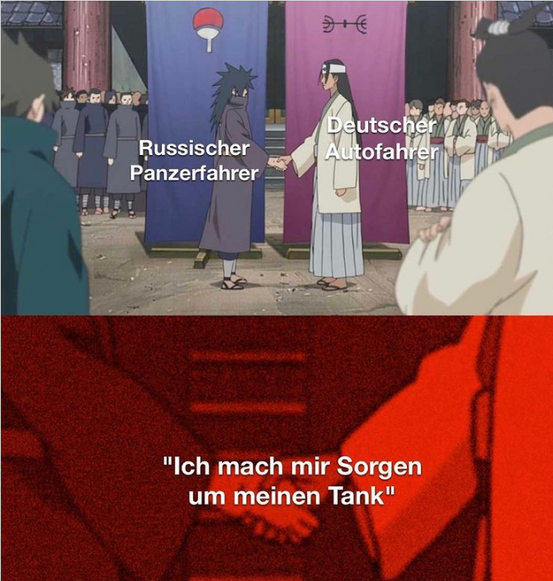 Russischer
Panzerfahrer
Deutscher
Autofahrer
"Ich mach mir Sorgen
um meinen Tank"